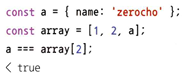 const a = { name: 'zerocho' };
const array = [1, 2, a];
a === array[2];
< true